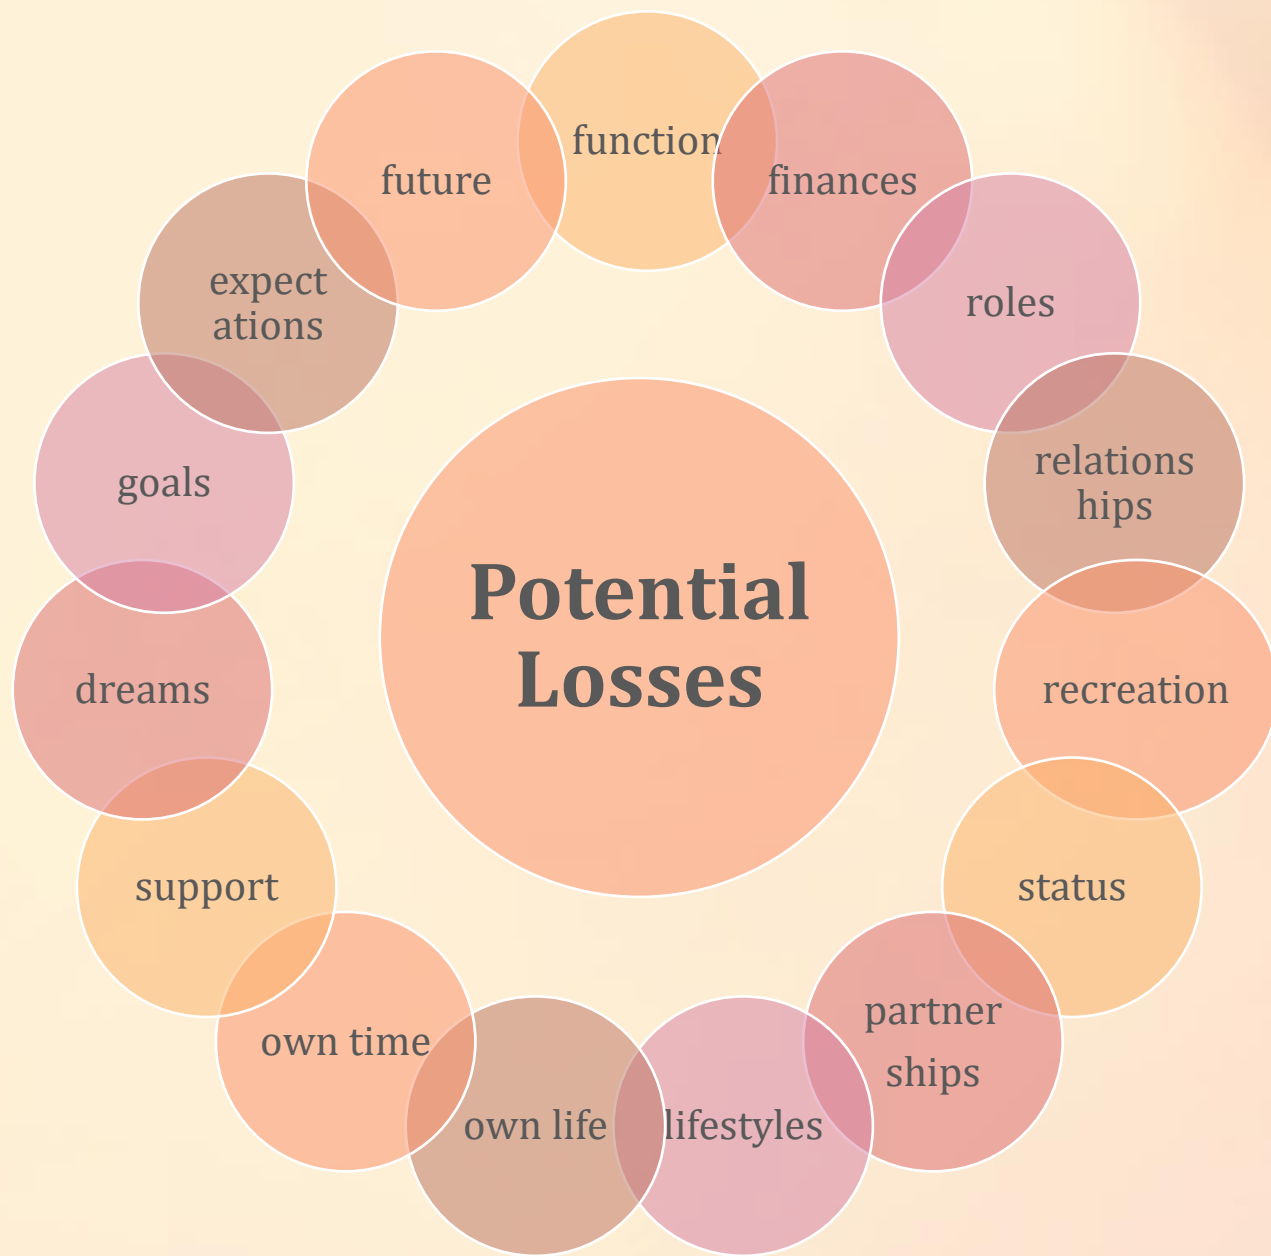 Potential
Losses
function
finances
roles
relations
hips
recreation
status
partner
ships
lifestyles
own life
own time
support
dreams
goals
expect
ations
future